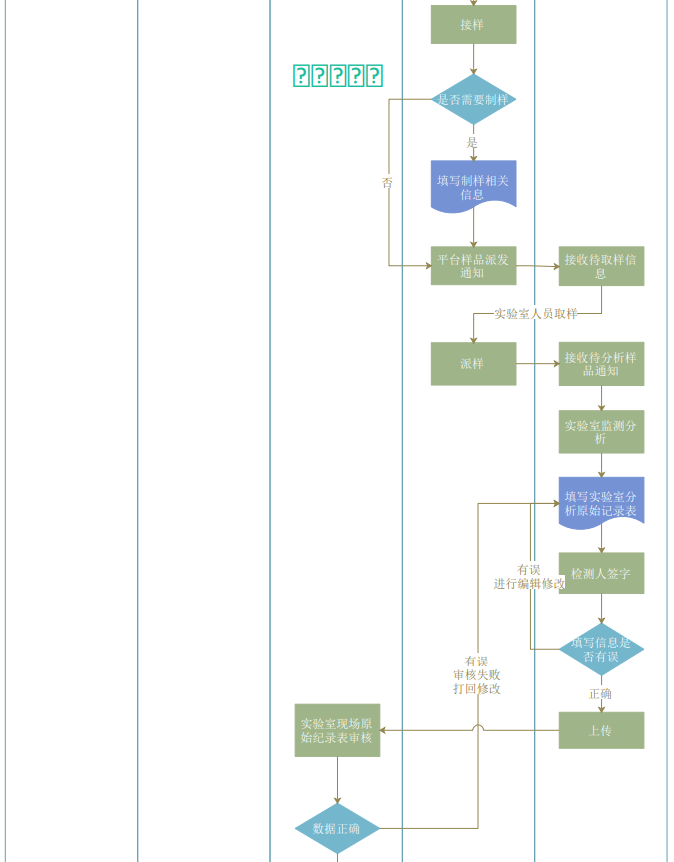 接样
是否需要制样
是
填写制样相关
信息
否
平台样品派发
通知
接收待取样信
息
实验室人员取样
派样
接收待分析样
品通知
实验室监测分
析
填写实验室分
析原始记录表
有误
进行编辑修改
检测人签字
填写信息是
否有误
有误
审核失败
打回修改
正确
实验室现场原
始纪录表审核
上传
数据正确